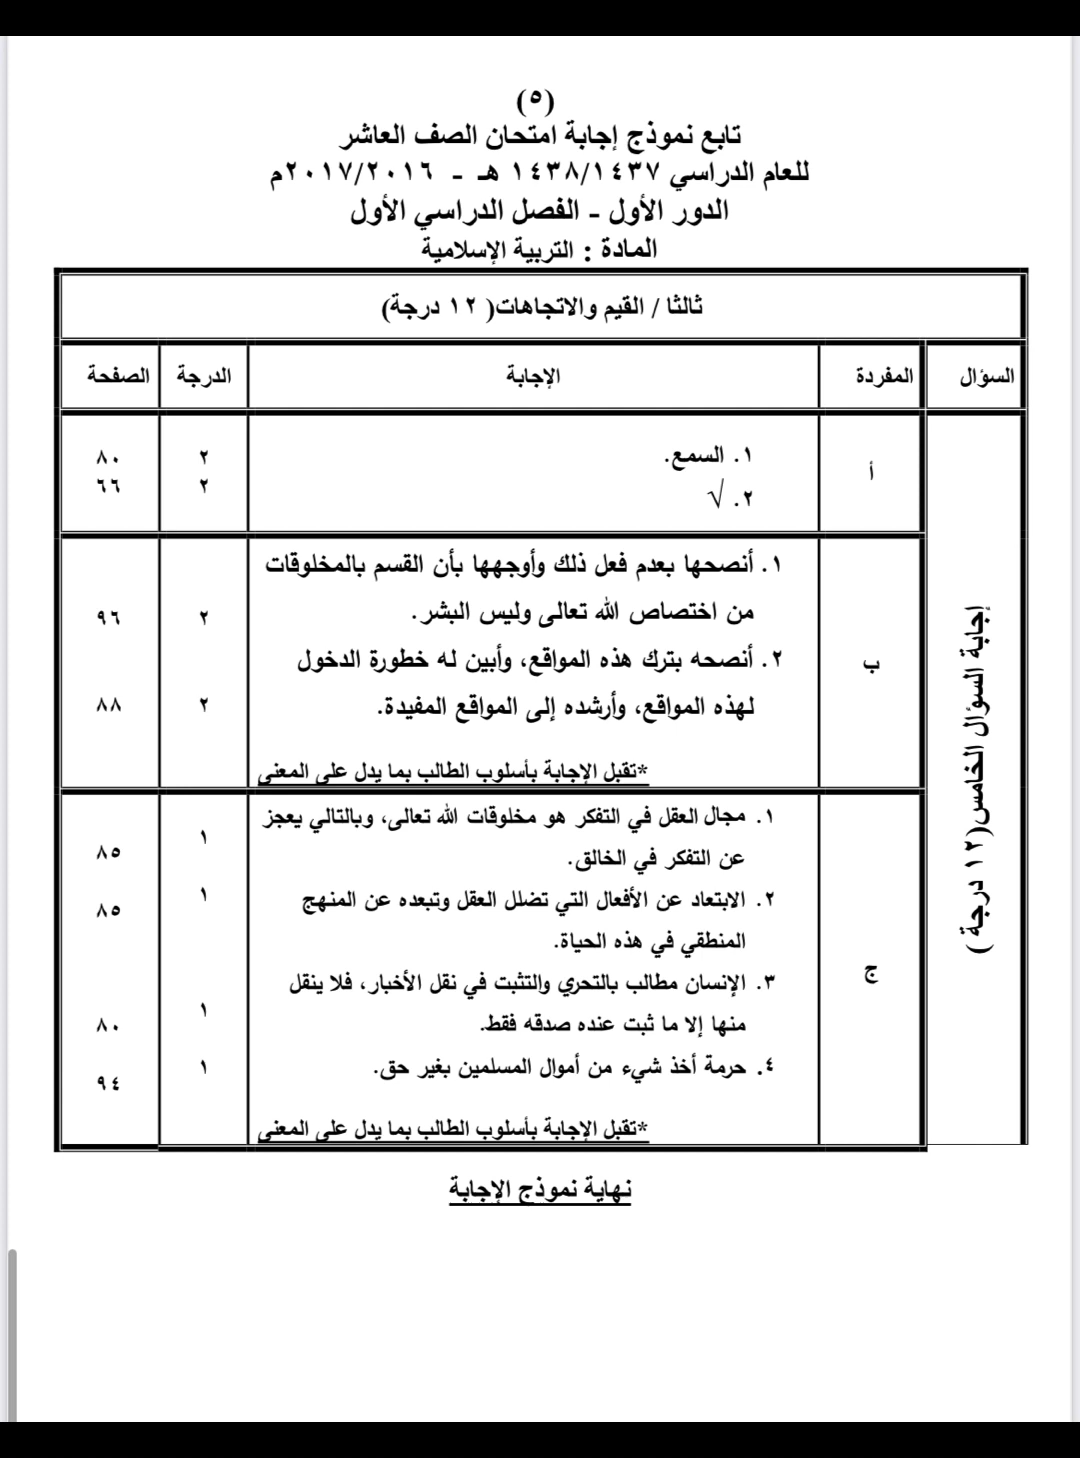 (٥)
تابع نموذج إجابة امتحان الصف العاشر
للعام الدراسي ١٤٣٨/١٤٣٧ هـ - ٢٠١٧/٢٠١٦م
الدور الأول - الفصل الدراسي الأول
المادة : التربية الإسلامية
ثالثا / القيم والاتجاهات( ١٢ درجة)
السؤال المفردة الإجابة الدرجة الصفحة
إجابة السؤال الخامس(١٢ درجة )
أ
١. السمع. ٢ ٨٠
٢. √ ٢ ٦٦
ب
١. أنصحها بعدم فعل ذلك وأوجهها بأن القسم بالمخلوقات
من اختصاص الله تعالى وليس البشر. ٢ ٩٦
٢. أنصحه بترك هذه المواقع، وأبين له خطورة الدخول
لهذه المواقع، وأرشده إلى المواقع المفيدة. ٢ ٨٨
*تقبل الإجابة بأسلوب الطالب بما يدل على المعنى
ج
١. مجال العقل في التفكر هو مخلوقات الله تعالى، وبالتالي يعجز
عن التفكر في الخالق. ١ ٨٥
٢. الابتعاد عن الأفعال التي تضلل العقل وتبعده عن المنهج ١ ٨٥
المنطقي في هذه الحياة.
٣. الإنسان مطالب بالتحري والتثبت في نقل الأخبار، فلا ينقل
منها إلا ما ثبت عنده صدقه فقط. ١ ٨٠
٤. حرمة أخذ شيء من أموال المسلمين بغير حق. ١ ٩٤
*تقبل الإجابة بأسلوب الطالب بما يدل على المعنى
نهاية نموذج الإجابة